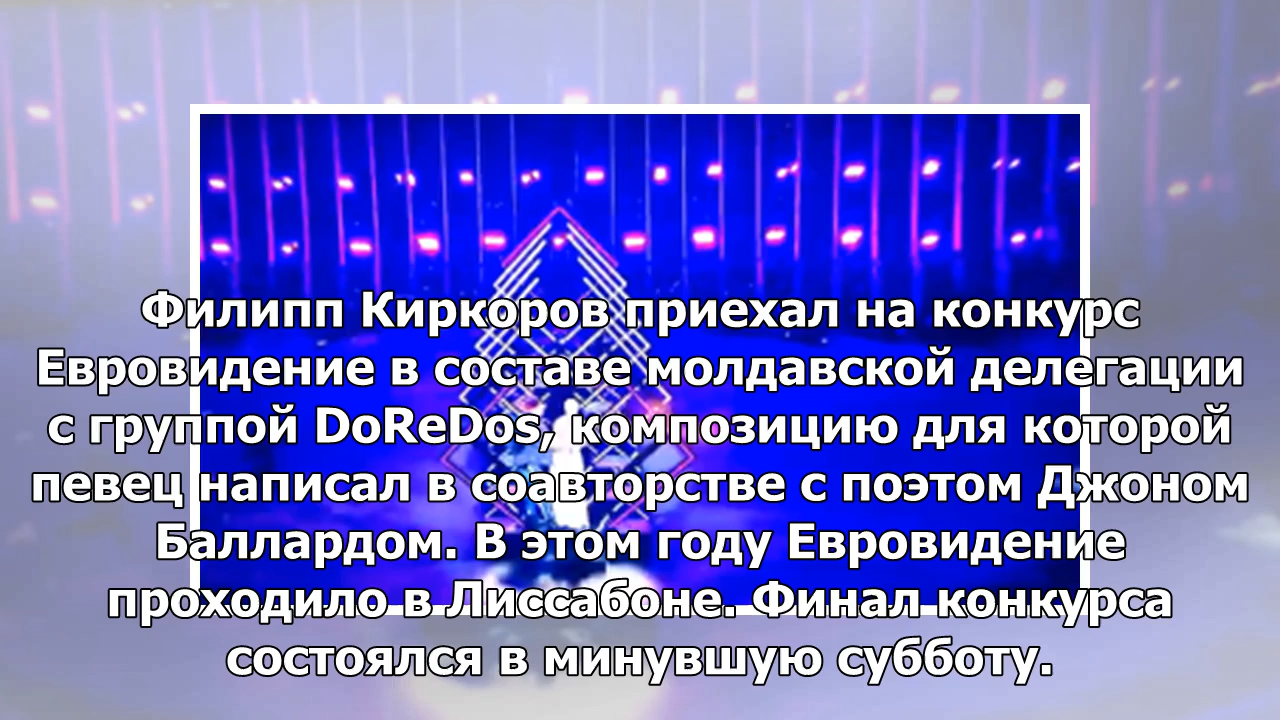 Филипп Киркоров приехал на конкурс
Евровидение в составе молдавской делегации
с группой DoReDos, композицию для которой
певец написал в соавторстве с поэтом Джоном
Баллардом. В этом году Евровидение
проходило в Лиссабоне. Финал конкурса
состоялся в минувшую субботу.